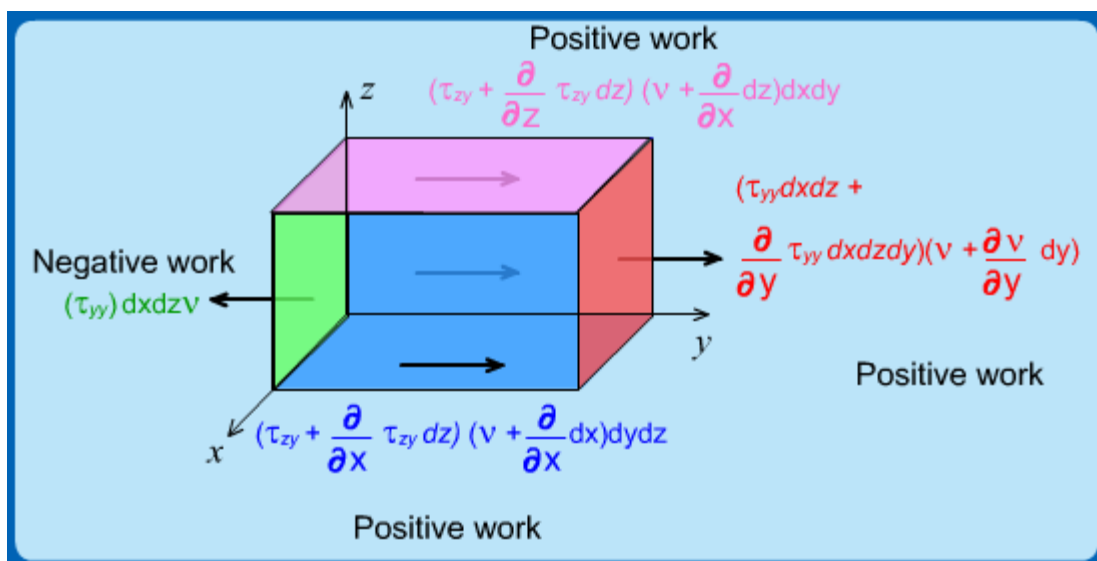 Positive work
(τzy + ∂/∂z τzy dz) (ν + ∂/∂x dz)dxdy
z
(τyydxdz +
∂/∂y τyy dxdzdy)(ν + ∂ν/∂y dy)
Negative work
(τyy) dxdzν
y
Positive work
x
(τzy + ∂/∂x τzy dz) (ν + ∂/∂x dx)dydz
Positive work